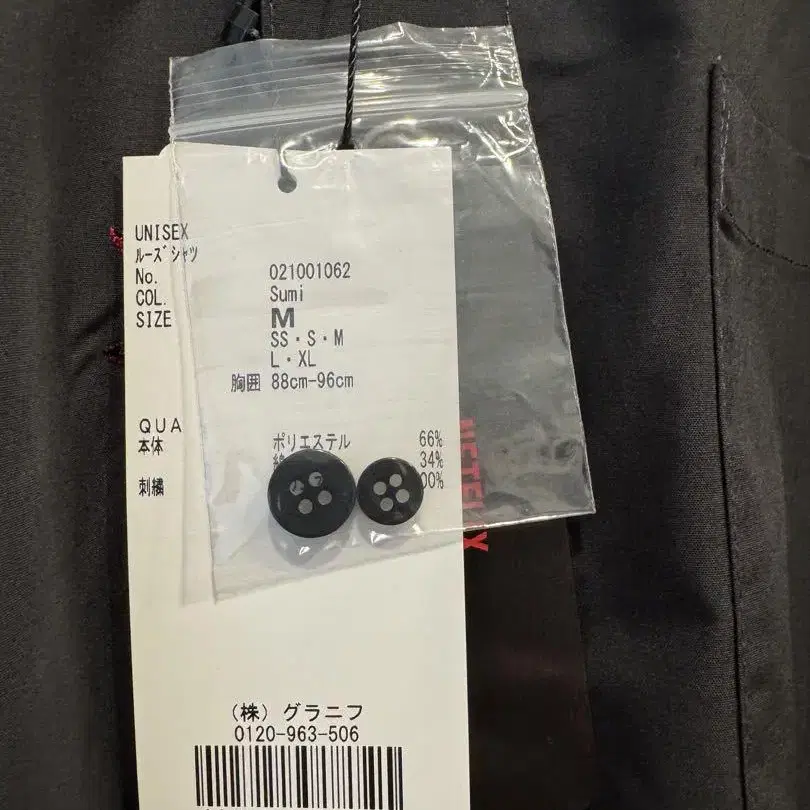 UNISEX
ルーズシャツ
No. 021001062
COL. Sumi
SIZE M
SS・S・M
L・XL
胸囲 88cm-96cm
QUA
本体 ポリエステル 66%
34%
刺繍 00%
(株) グラニフ
0120-963-506